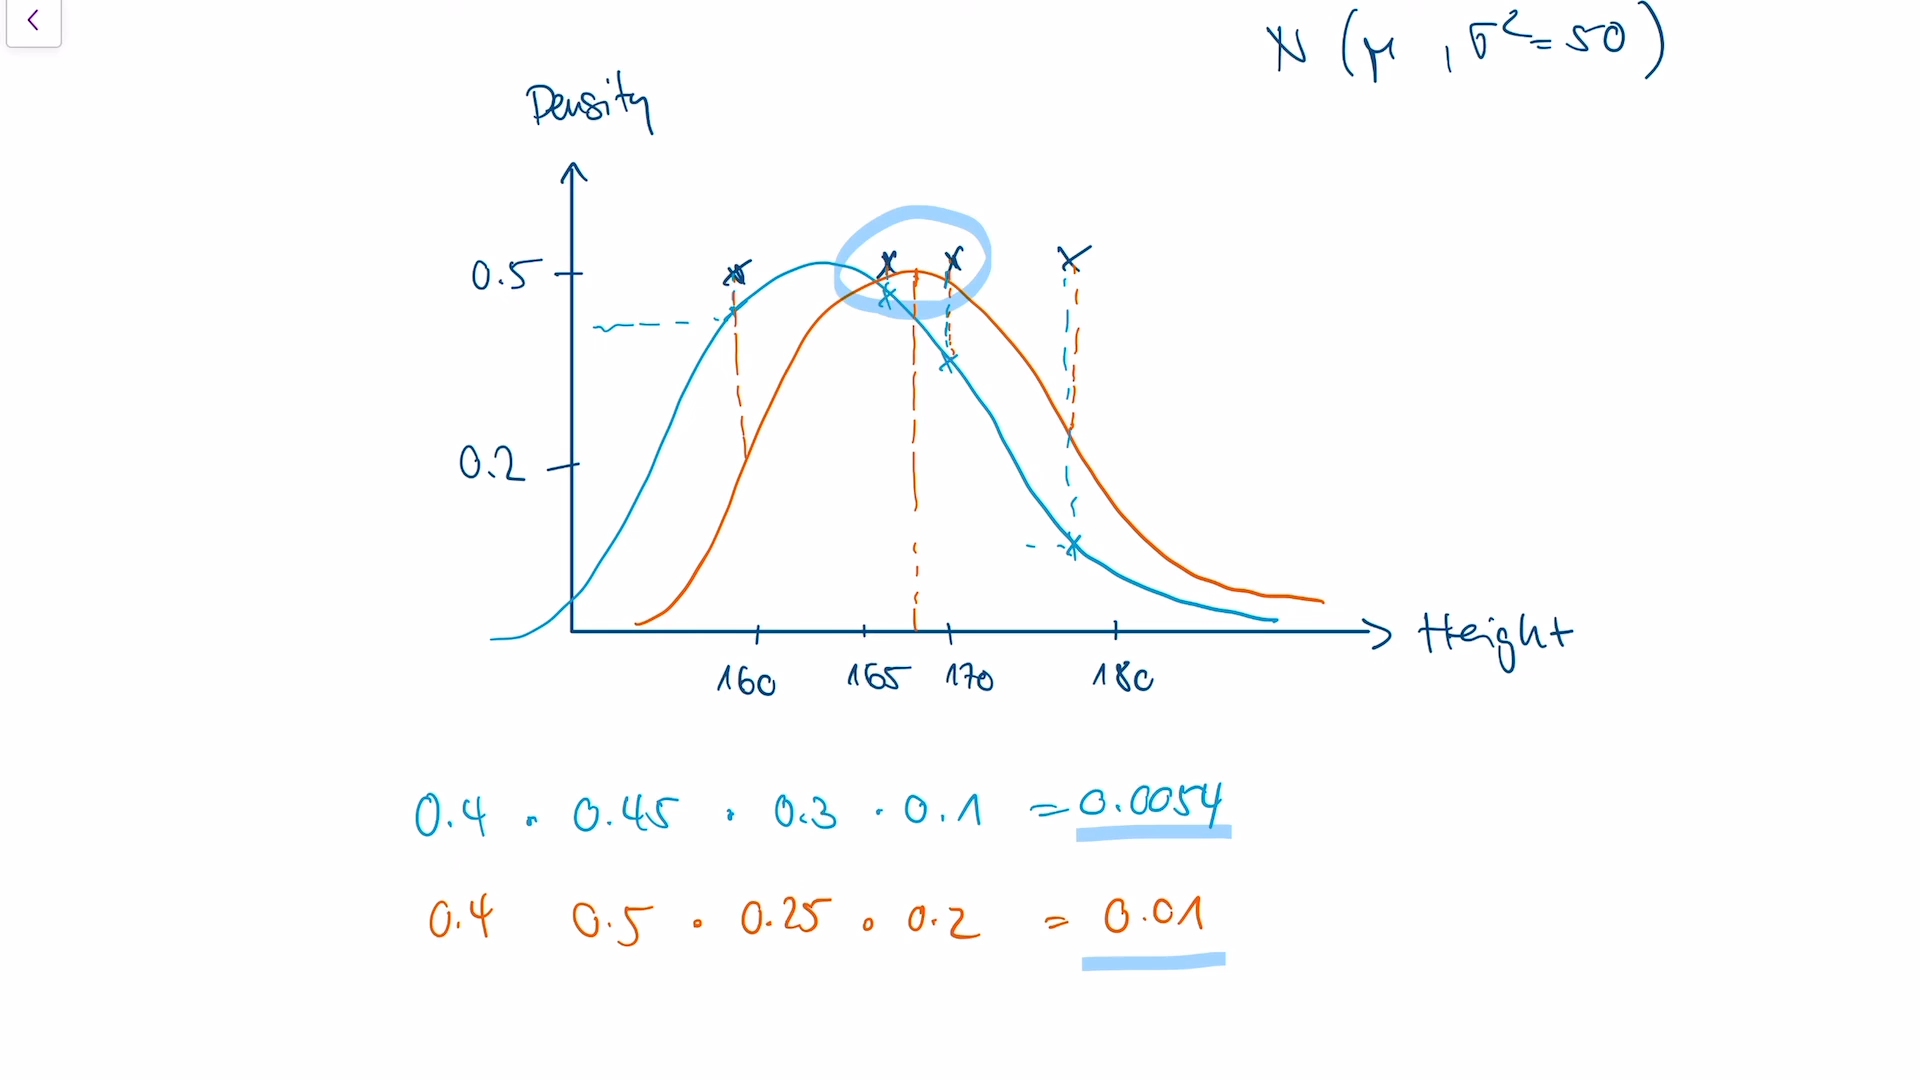 N (μ , σ²=50)
Density
0.5
0.2
160 165 170 180
Height
0.4 · 0.45 · 0.3 · 0.1 = 0.0054
0.4 0.5 · 0.25 · 0.2 = 0.01